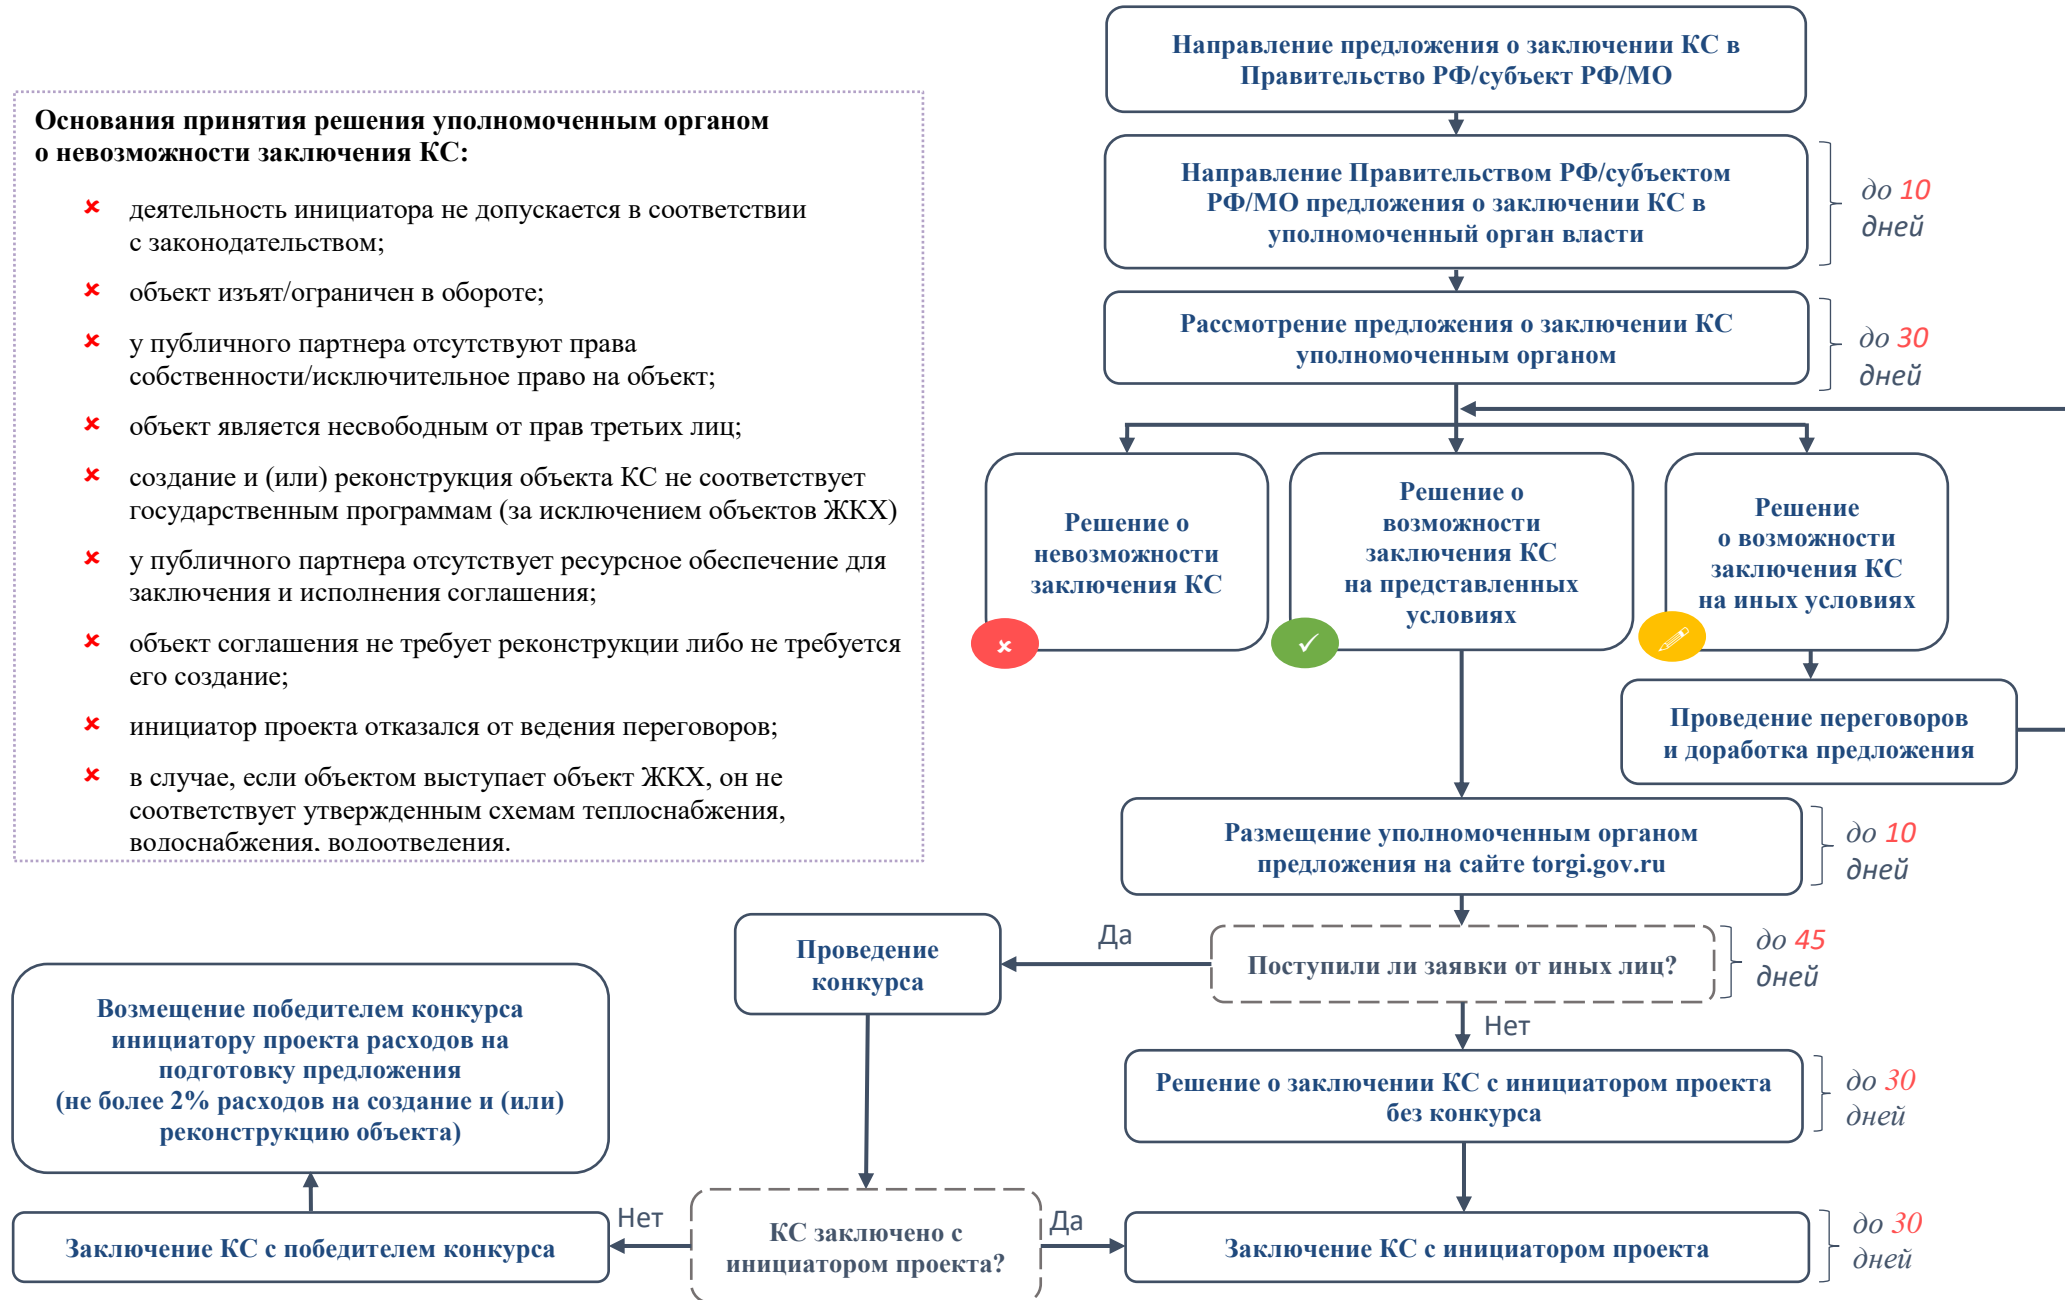 Основания принятия решения уполномоченным органом
о невозможности заключения КС:
деятельность инициатора не допускается в соответствии
с законодательством;
объект изъят/ограничен в обороте;
у публичного партнера отсутствуют права
собственности/исключительное право на объект;
объект является несвободным от прав третьих лиц;
создание и (или) реконструкция объекта КС не соответствует
государственным программам (за исключением объектов ЖКХ)
у публичного партнера отсутствует ресурсное обеспечение для
заключения и исполнения соглашения;
объект соглашения не требует реконструкции либо не требуется
его создание;
инициатор проекта отказался от ведения переговоров;
в случае, если объектом выступает объект ЖКХ, он не
соответствует утвержденным схемам теплоснабжения,
водоснабжения, водоотведения.
Направление предложения о заключении КС в
Правительство РФ/субъект РФ/МО
Направление Правительством РФ/субъектом
РФ/МО предложения о заключении КС в
уполномоченный орган власти
до 10
дней
Рассмотрение предложения о заключении КС
уполномоченным органом
до 30
дней
Решение о
невозможности
заключения КС
Решение о
возможности
заключения КС
на представленных
условиях
Решение
о возможности
заключения КС
на иных условиях
Проведение переговоров
и доработка предложения
Размещение уполномоченным органом
предложения на сайте torgi.gov.ru
до 10
дней
Поступили ли заявки от иных лиц?
до 45
дней
Да
Проведение
конкурса
Нет
Решение о заключении КС с инициатором проекта
без конкурса
до 30
дней
Возмещение победителем конкурса
инициатору проекта расходов на
подготовку предложения
(не более 2% расходов на создание и (или)
реконструкцию объекта)
Заключение КС с победителем конкурса
Нет
КС заключено с
инициатором проекта?
Да
Заключение КС с инициатором проекта
до 30
дней